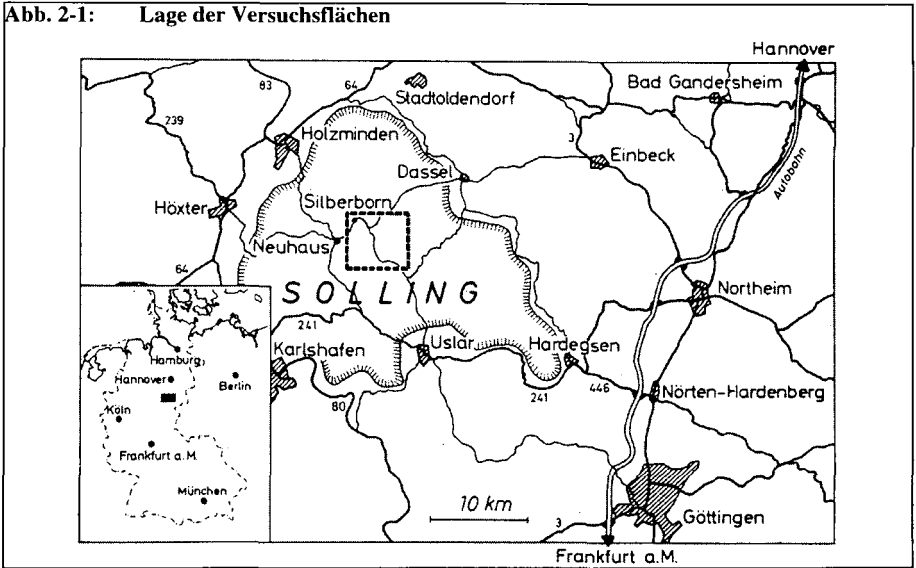 Abb. 2-1: Lage der Versuchsflächen
Hannover
83
64
Bad Gandersheim
Stadtoldendorf
239
Holzminden
3
Einbeck
Autobahn
Dassel
Silberborn
Höxter
Neuhaus
64
SOLLING
Northeim
241
Karlshafen
Uslar
Hardegsen
446
241
80
Nörten-Hardenberg
10 km
3
Göttingen
Frankfurt a.M.
Hamburg
Hannover
Berlin
Köln
Frankfurt a.M.
München